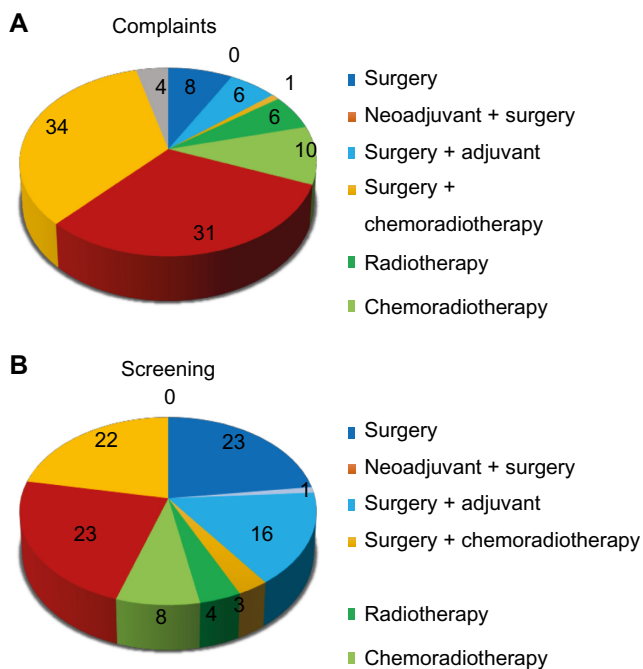 A
Complaints
0
4
8
6
1
34
6
10
31
Surgery
Neoadjuvant + surgery
Surgery + adjuvant
Surgery +
chemoradiotherapy
Radiotherapy
Chemoradiotherapy
B
Screening
0
22
23
1
23
16
8
4
3
Surgery
Neoadjuvant + surgery
Surgery + adjuvant
Surgery + chemoradiotherapy
Radiotherapy
Chemoradiotherapy